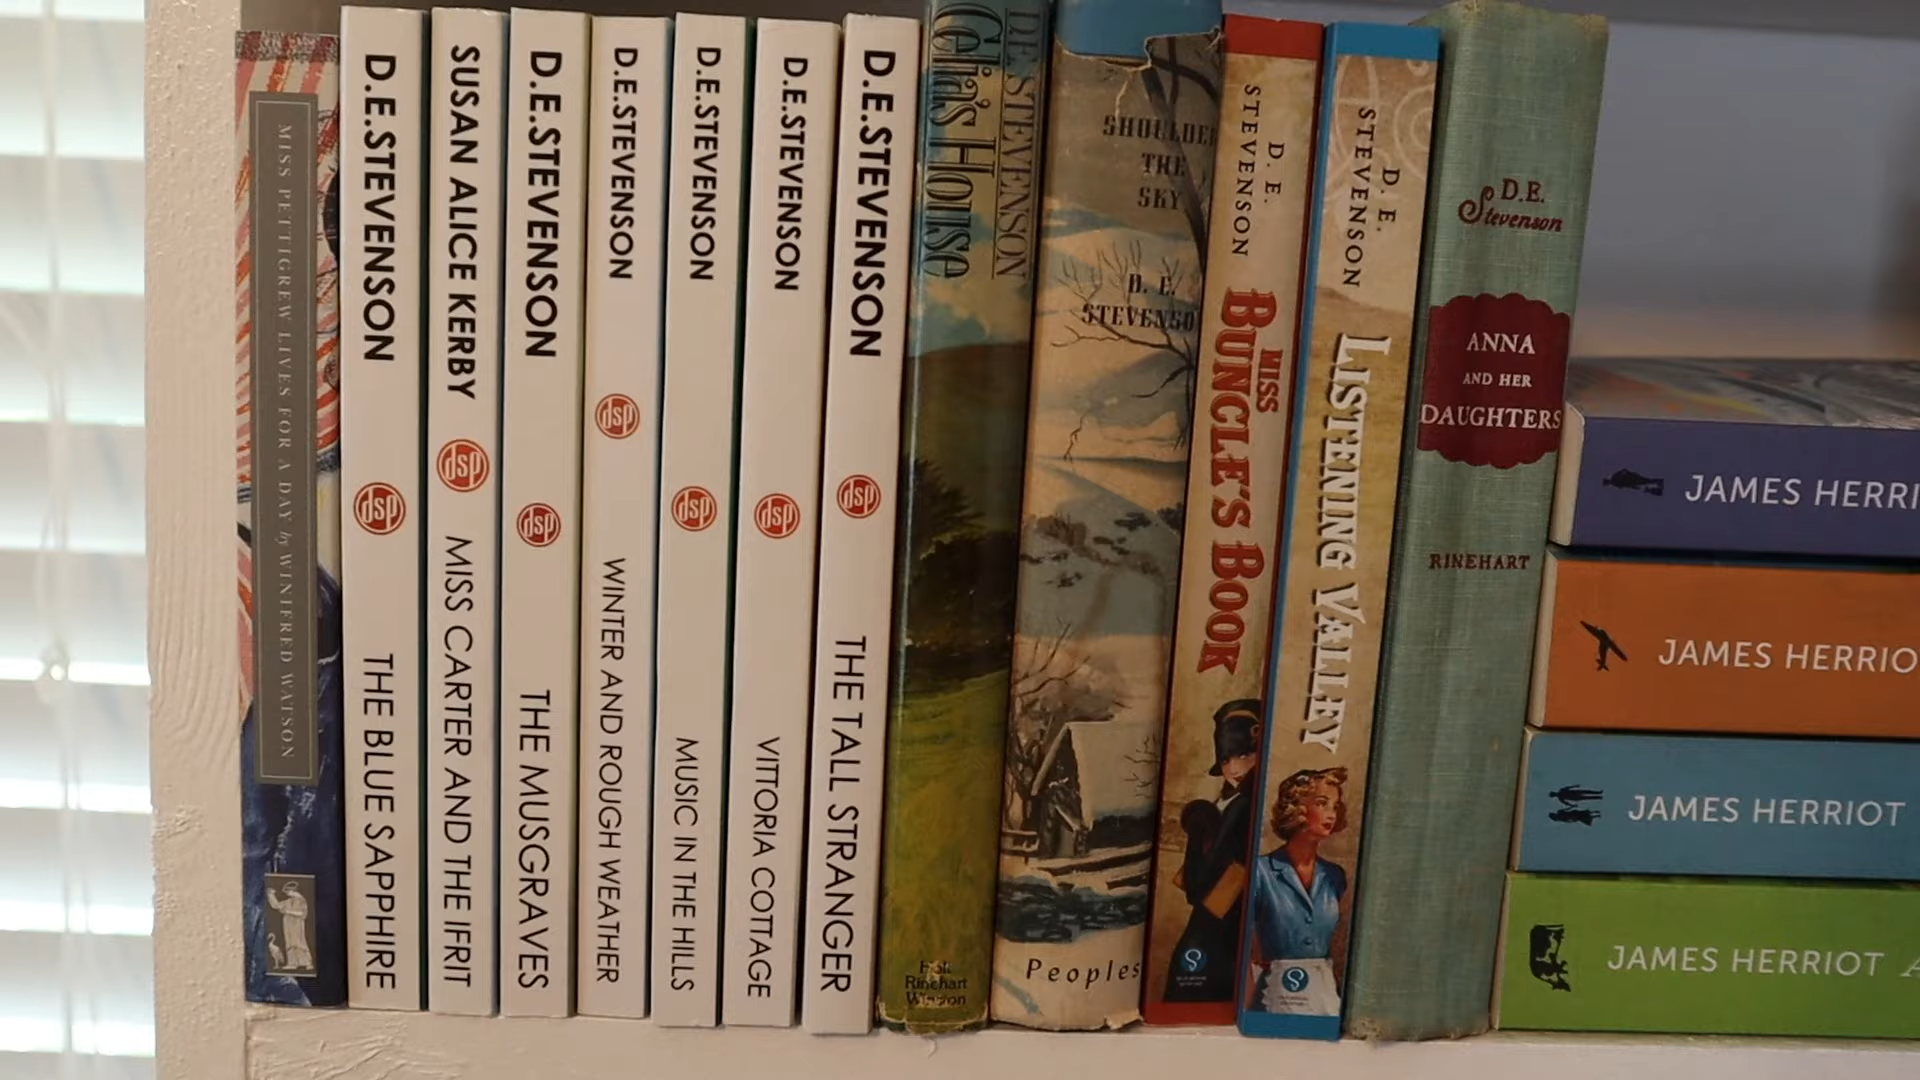 MISS PETTIGREW LIVES FOR A DAY by WINIFRED WATSON
D.E.STEVENSON
dsp
THE BLUE SAPPHIRE
SUSAN ALICE KERBY
dsp
MISS CARTER AND THE IFRIT
D.E.STEVENSON
dsp
THE MUSGRAVES
D.E.STEVENSON
dsp
WINTER AND ROUGH WEATHER
D.E.STEVENSON
dsp
MUSIC IN THE HILLS
D.E.STEVENSON
dsp
VITTORIA COTTAGE
D.E.STEVENSON
dsp
THE TALL STRANGER
D.E. STEVENSON
Celia's House
Holt
Rinehart
Winston
SHOULDER
THE
SKY
D. E.
STEVENSO
Peoples
D. E.
STEVENSON
MISS
BUNCLE'S BOOK
D. E.
STEVENSON
LISTENING VALLEY
D.E.
Stevenson
ANNA
AND HER
DAUGHTERS
RINEHART
JAMES HERRI
JAMES HERRIO
JAMES HERRIOT
JAMES HERRIOT A